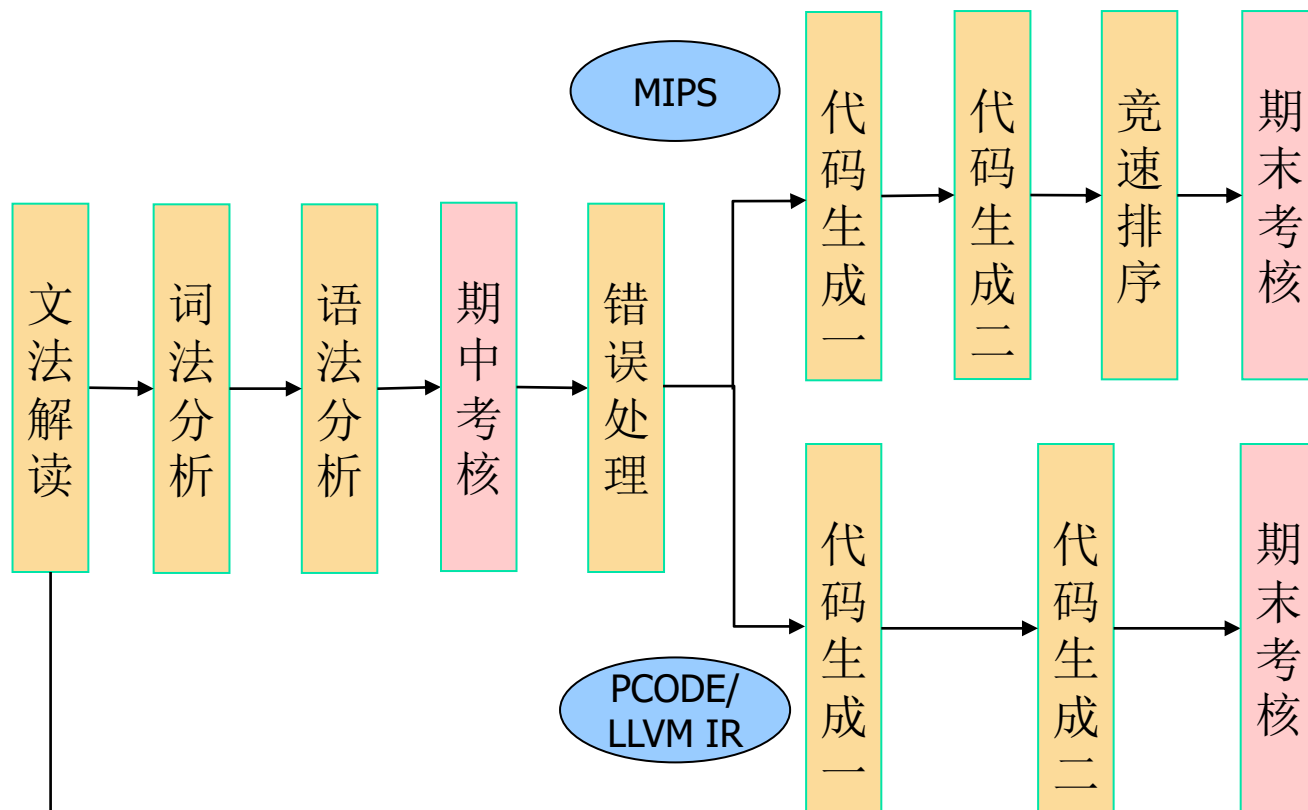 MIPS
代码生成一
代码生成二
竞速排序
期末考核
文法解读
词法分析
语法分析
期中考核
错误处理
PCODE/
LLVM IR
代码生成一
代码生成二
期末考核